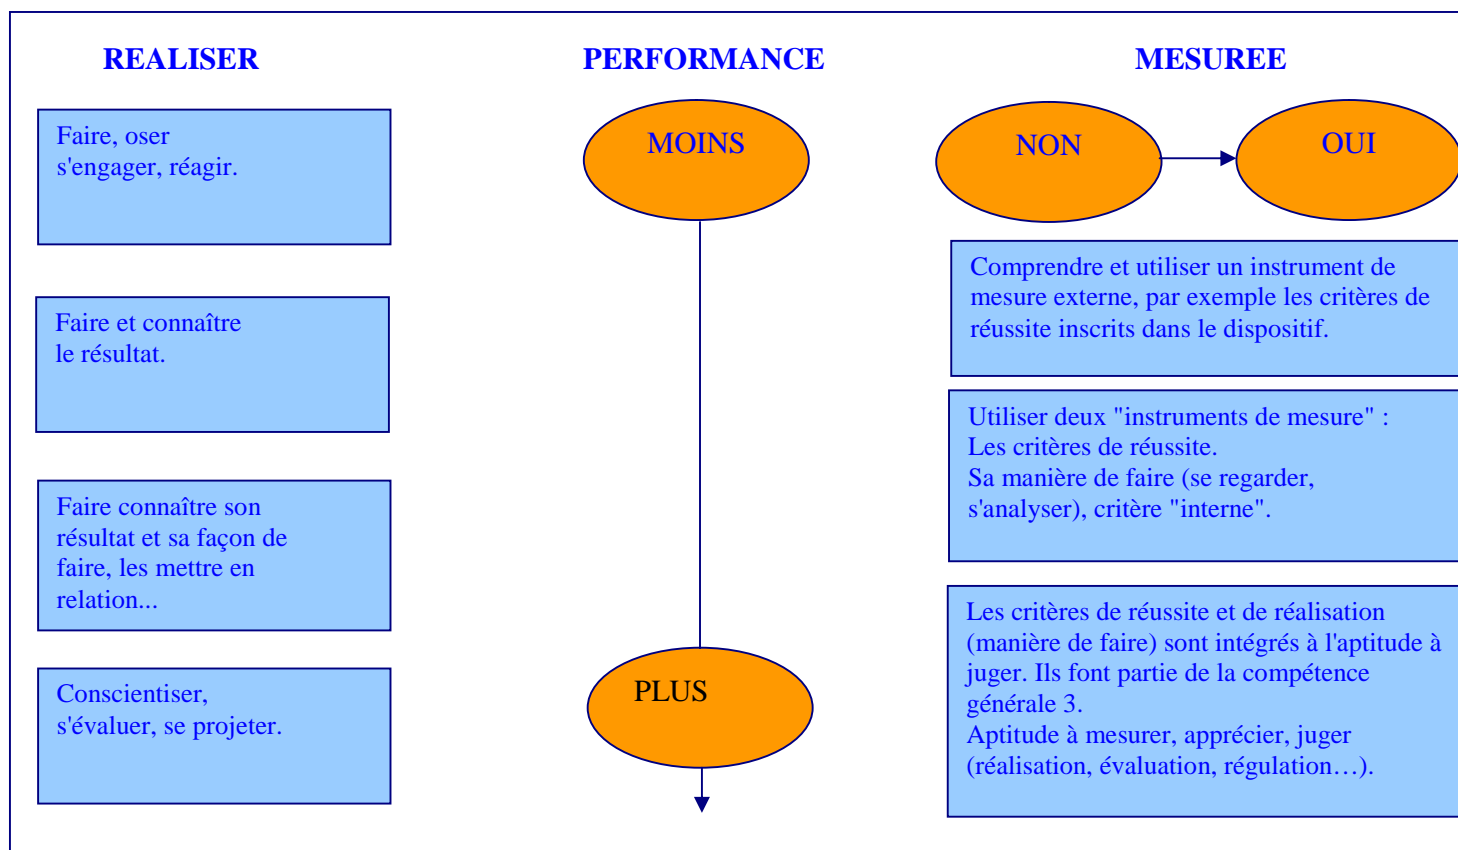 REALISER
PERFORMANCE
MESUREE
Faire, oser
s'engager, réagir.
Faire et connaître
le résultat.
Faire connaître son
résultat et sa façon de
faire, les mettre en
relation...
Conscientiser,
s'évaluer, se projeter.
MOINS
PLUS
NON
OUI
Comprendre et utiliser un instrument de
mesure externe, par exemple les critères de
réussite inscrits dans le dispositif.
Utiliser deux "instruments de mesure" :
Les critères de réussite.
Sa manière de faire (se regarder,
s'analyser), critère "interne".
Les critères de réussite et de réalisation
(manière de faire) sont intégrés à l'aptitude à
juger. Ils font partie de la compétence
générale 3.
Aptitude à mesurer, apprécier, juger
(réalisation, évaluation, régulation…).